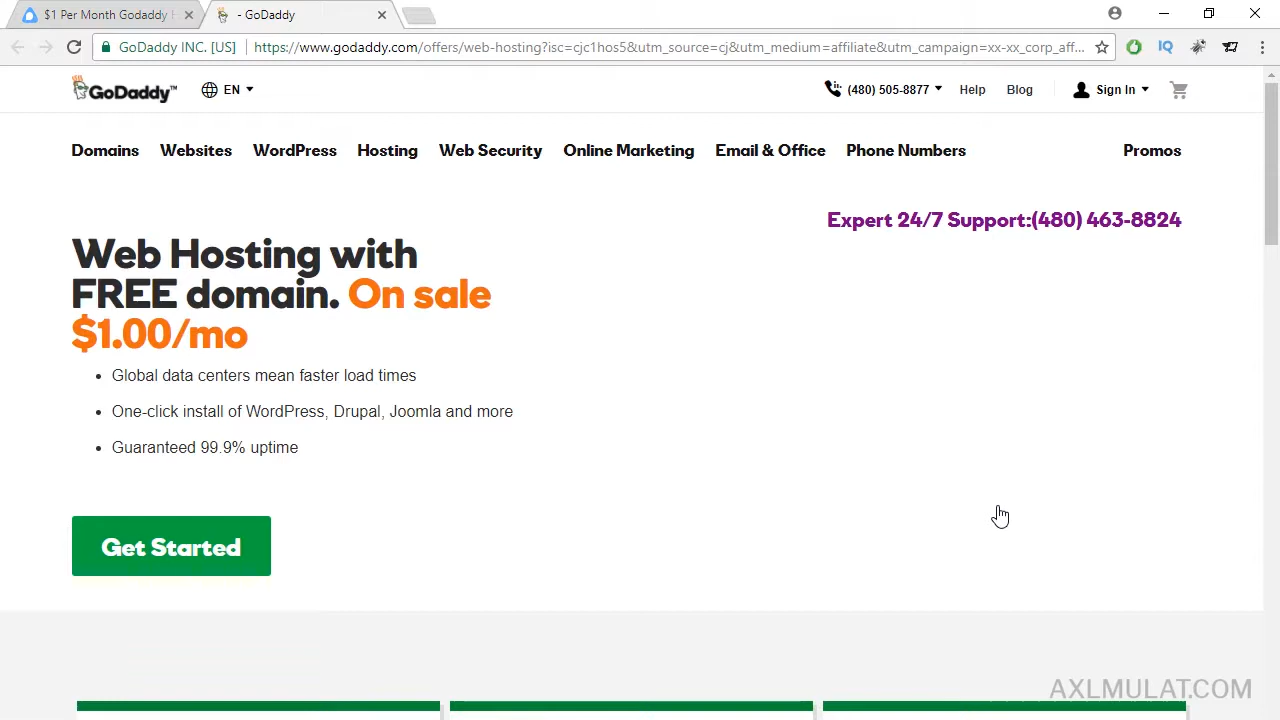 $1 Per Month Godaddy
- GoDaddy
GoDaddy INC. [US]
https://www.godaddy.com/offers/web-hosting?isc=cjc1hos5&utm_source=cj&utm_medium=affiliate&utm_campaign=xx-xx_corp_aff...
IQ
GoDaddy™
EN
(480) 505-8877
Help
Blog
Sign In
Domains
Websites
WordPress
Hosting
Web Security
Online Marketing
Email & Office
Phone Numbers
Promos
Expert 24/7 Support:(480) 463-8824
Web Hosting with
FREE domain. On sale
$1.00/mo
• Global data centers mean faster load times
• One-click install of WordPress, Drupal, Joomla and more
• Guaranteed 99.9% uptime
Get Started
AXLMULAT.COM